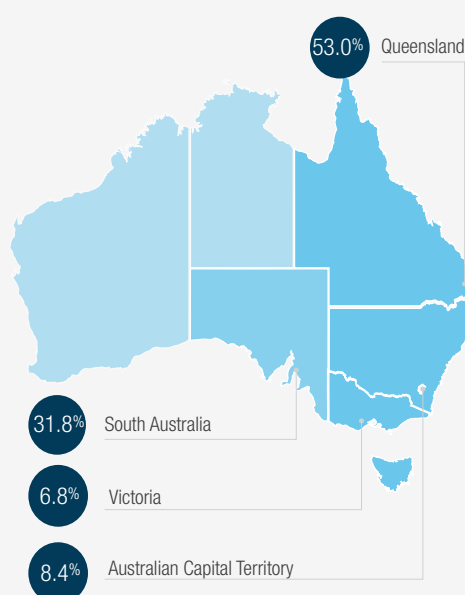 53.0% Queensland
31.8% South Australia
6.8% Victoria
8.4% Australian Capital Territory